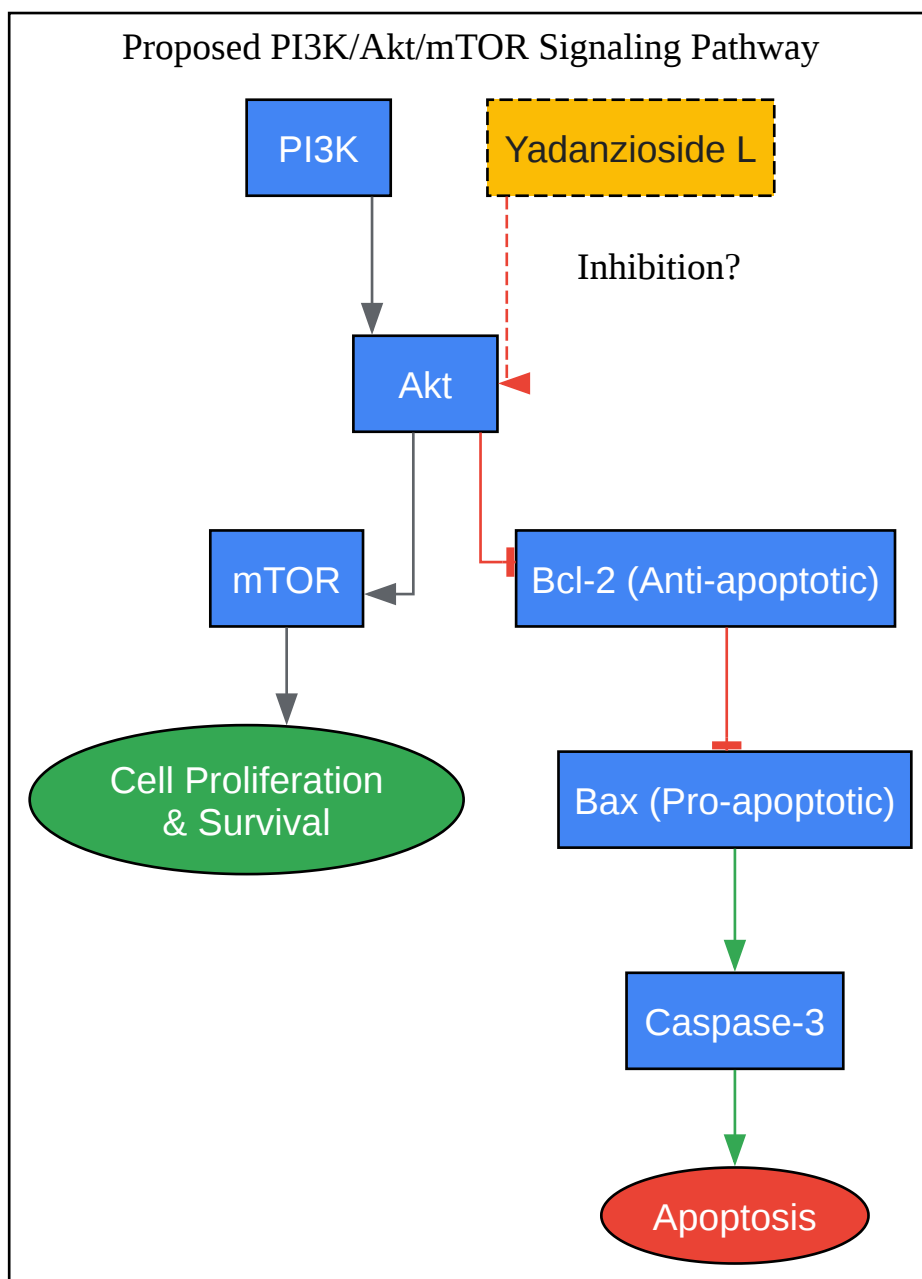 Proposed PI3K/Akt/mTOR Signaling Pathway
PI3K
Yadanzioside L
Inhibition?
Akt
mTOR
Bcl-2 (Anti-apoptotic)
Cell Proliferation
& Survival
Bax (Pro-apoptotic)
Caspase-3
Apoptosis